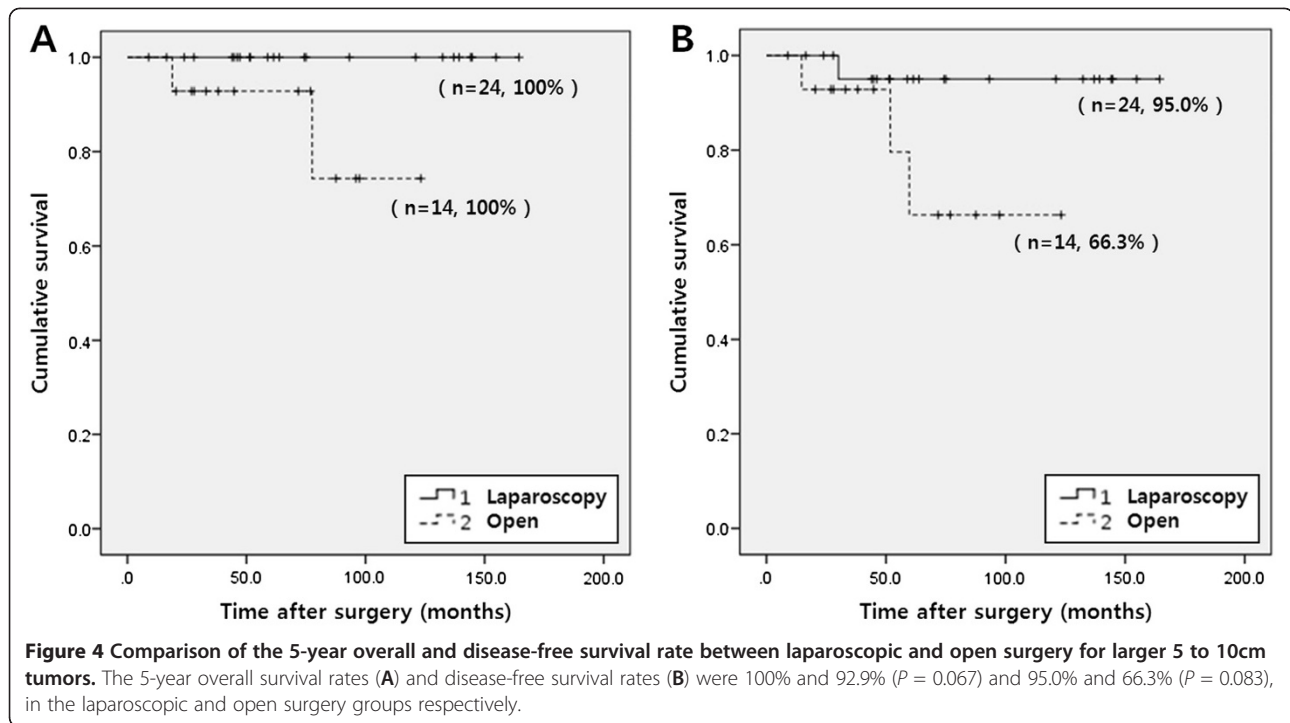 A
1.0
0.8
0.6
0.4
0.2
0.0
Cumulative survival
( n=24, 100% )
( n=14, 100% )
1 Laparoscopy
2 Open
.0 50.0 100.0 150.0 200.0
Time after surgery (months)
B
1.0
0.8
0.6
0.4
0.2
0.0
Cumulative survival
( n=24, 95.0% )
( n=14, 66.3% )
1 Laparoscopy
2 Open
.0 50.0 100.0 150.0 200.0
Time after surgery (months)
Figure 4 Comparison of the 5-year overall and disease-free survival rate between laparoscopic and open surgery for larger 5 to 10cm
tumors. The 5-year overall survival rates (A) and disease-free survival rates (B) were 100% and 92.9% (P = 0.067) and 95.0% and 66.3% (P = 0.083),
in the laparoscopic and open surgery groups respectively.